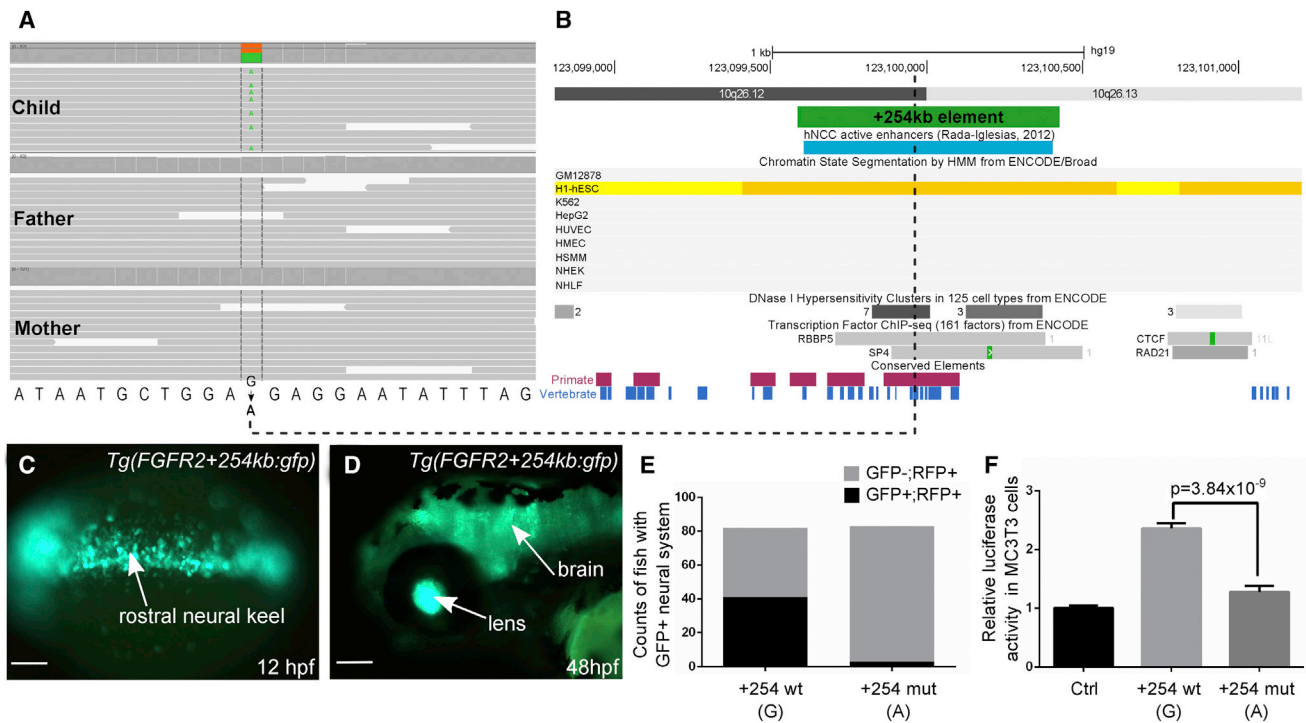 A
Child
A
A
A
A
A
A
Father
Mother
G
A T A A T G C T G G A G A G G A A T A T T T A G
A
B
1 kb
hg19
123,099,000
123,099,500
123,100,000
123,100,500
123,101,000
10q26.12
10q26.13
+254kb element
hNCC active enhancers (Rada-Iglesias, 2012)
Chromatin State Segmentation by HMM from ENCODE/Broad
GM12878
H1-hESC
K562
HepG2
HUVEC
HMEC
HSMM
NHEK
NHLF
DNase I Hypersensitivity Clusters in 125 cell types from ENCODE
2
7
3
3
Transcription Factor ChIP-seq (161 factors) from ENCODE
RBBP5
1
CTCF
SP4
1
RAD21
1
Conserved Elements
Primate
Vertebrate
C
Tg(FGFR2+254kb:gfp)
rostral neural keel
12 hpf
D
Tg(FGFR2+254kb:gfp)
brain
lens
48hpf
E
GFP-;RFP+
GFP+;RFP+
Counts of fish with
GFP+ neural system
100
80
60
40
20
0
+254 wt
(G)
+254 mut
(A)
F
p=3.84x10-9
Relative luciferase
activity in MC3T3 cells
3
2
1
0
Ctrl
+254 wt
(G)
+254 mut
(A)